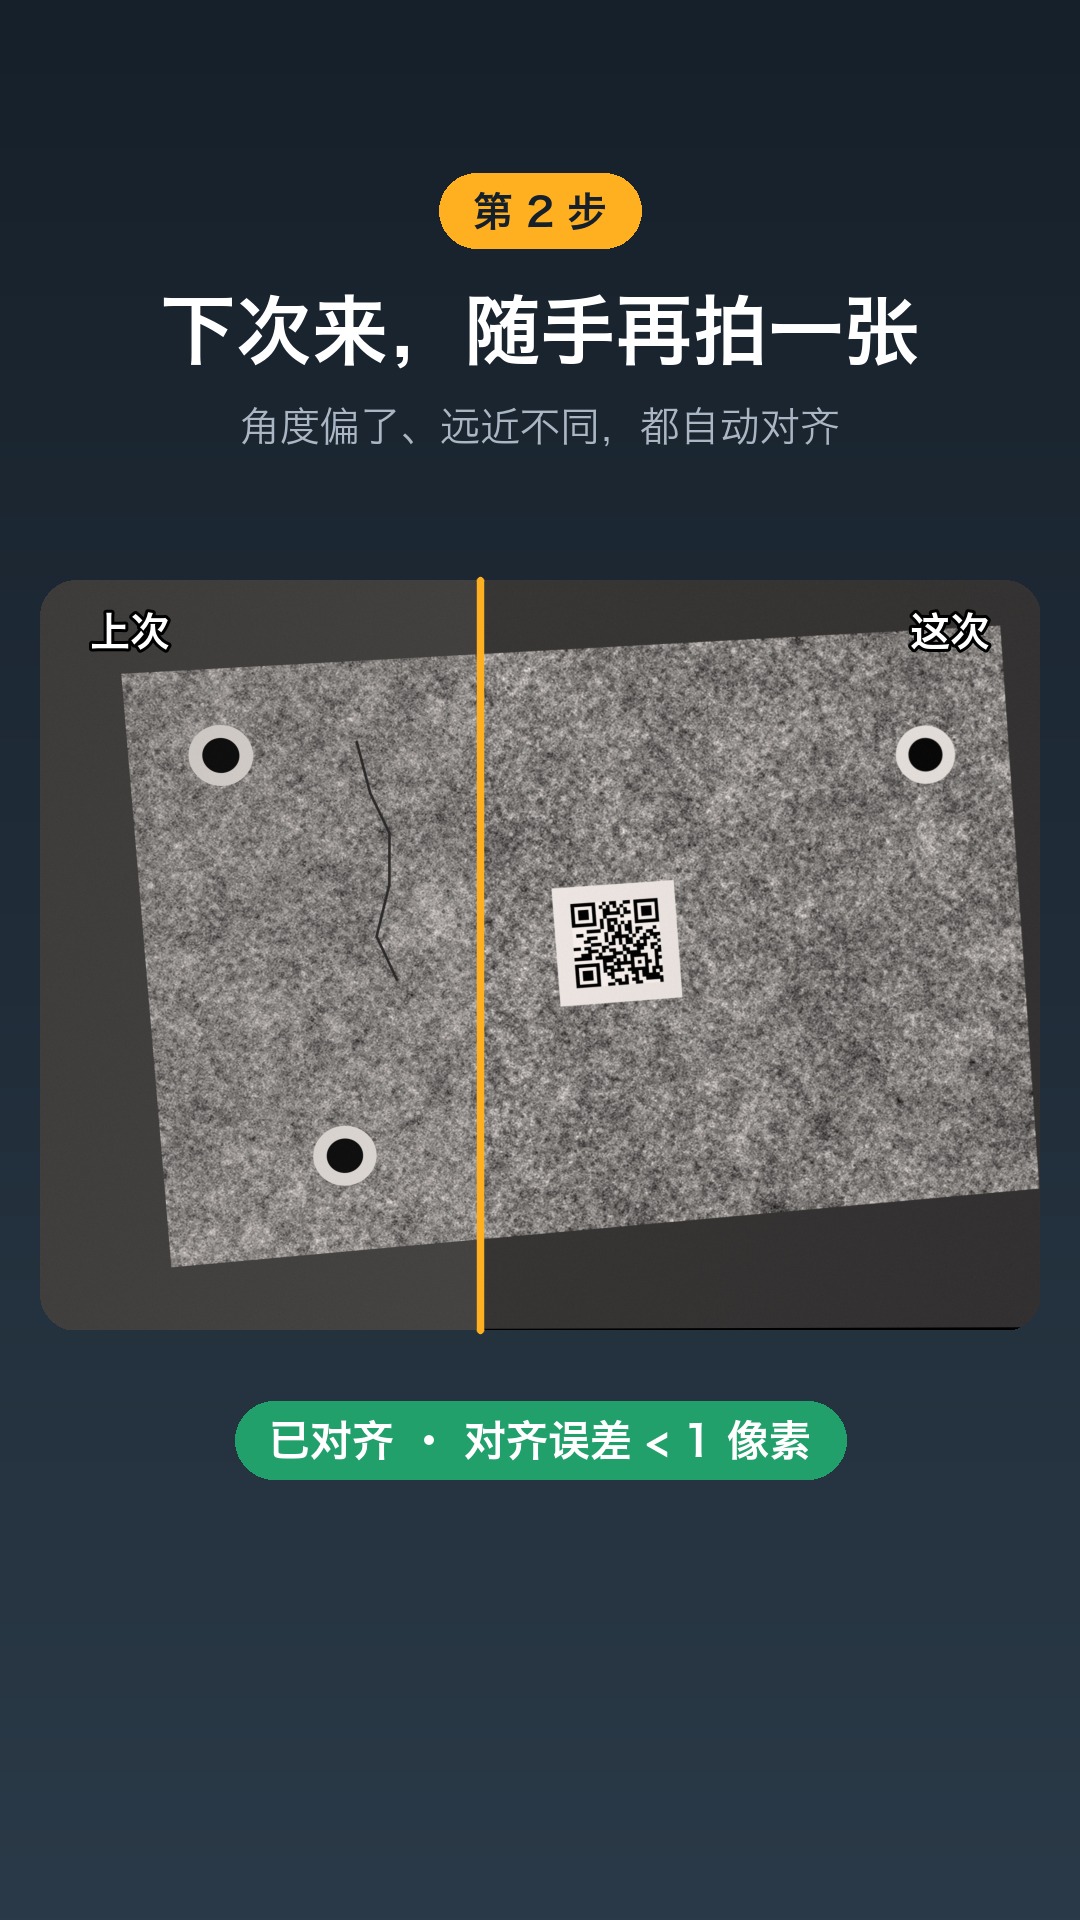 第 2 步
下次来，随手再拍一张
角度偏了、远近不同，都自动对齐
上次
这次
已对齐 · 对齐误差 < 1 像素